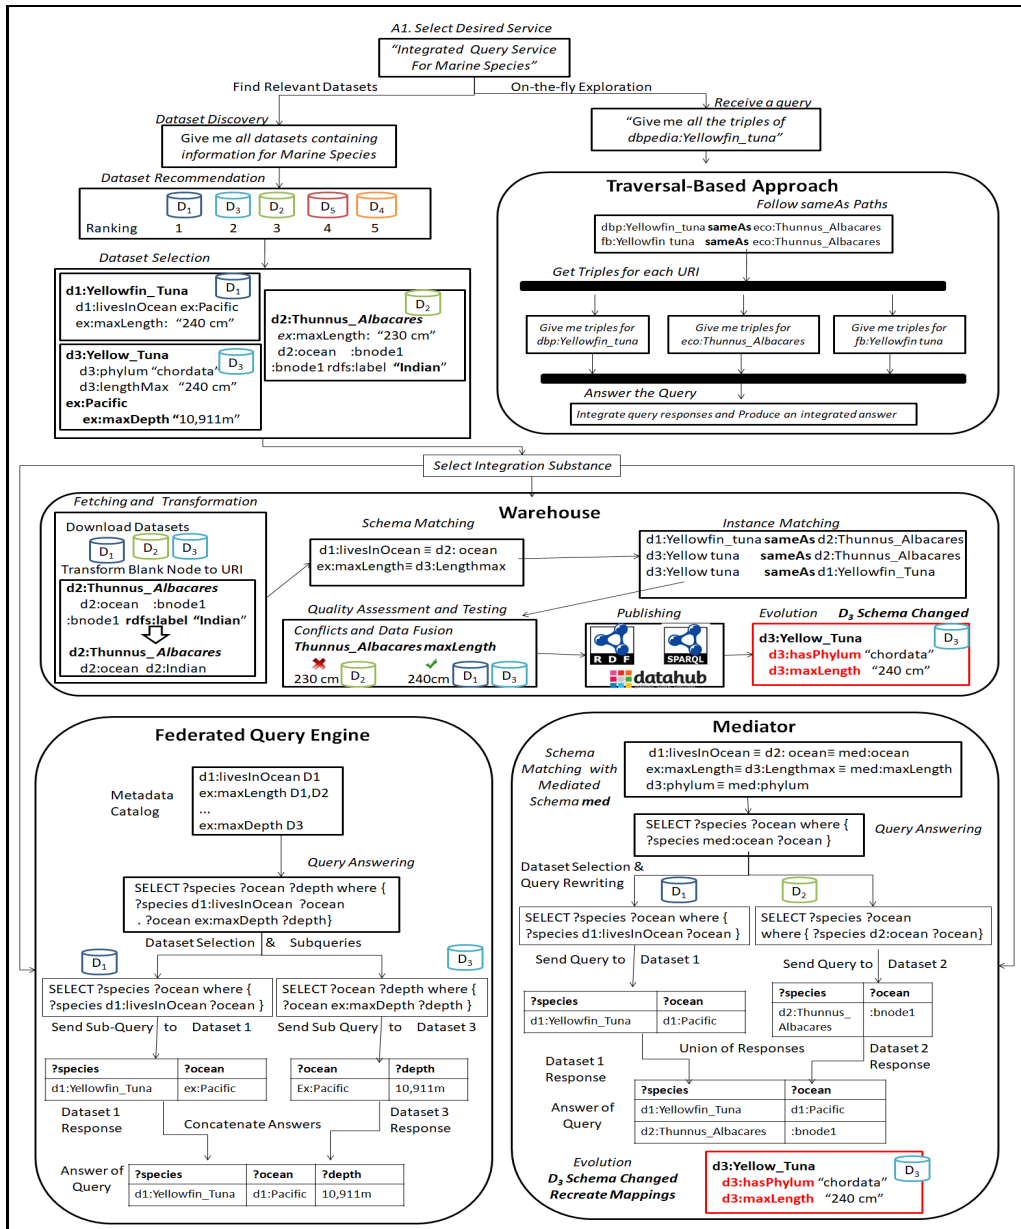 A1. Select Desired Service
“Integrated Query Service
For Marine Species”
Find Relevant Datasets
On-the-fly Exploration
Dataset Discovery
Give me all datasets containing
information for Marine Species
Dataset Recommendation
D1 D3 D2 D5 D4
Ranking 1 2 3 4 5
Dataset Selection
d1:Yellowfin_Tuna
D1
d1:livesInOcean ex:Pacific
ex:maxLength: “240 cm”
d3:Yellow_Tuna
D3
d3:phylum “chordata”
d3:lengthMax “240 cm”
ex:Pacific
ex:maxDepth “10,911m”
D2
d2:Thunnus_Albacares
ex:maxLength: “230 cm”
d2:ocean :bnode1
:bnode1 rdfs:label “Indian”
Receive a query
“Give me all the triples of
dbpedia:Yellowfin_tuna”
Traversal-Based Approach
Follow sameAs Paths
dbp:Yellowfin_tuna sameAs eco:Thunnus_Albacares
fb:Yellowfin tuna sameAs eco:Thunnus_Albacares
Get Triples for each URI
Give me triples for
dbp:Yellowfin_tuna
Give me triples for
eco:Thunnus_Albacares
Give me triples for
fb:Yellowfin tuna
Answer the Query
Integrate query responses and Produce an integrated answer
Select Integration Substance
Warehouse
Fetching and Transformation
Download Datasets
D1 D2 D3
Transform Blank Node to URI
d2:Thunnus_Albacares
d2:ocean :bnode1
:bnode1 rdfs:label “Indian”
d2:Thunnus_Albacares
d2:ocean d2:Indian
Schema Matching
d1:livesInOcean ≡ d2: ocean
ex:maxLength≡ d3:Lengthmax
Instance Matching
d1:Yellowfin_tuna sameAs d2:Thunnus_Albacares
d3:Yellow tuna sameAs d2:Thunnus_Albacares
d3:Yellow tuna sameAs d1:Yellowfin_Tuna
Quality Assessment and Testing
Conflicts and Data Fusion
Thunnus_Albacares maxLength
230 cm D2 240cm D1 D3
Publishing
RDF
SPARQL
datahub
Evolution D3 Schema Changed
d3:Yellow_Tuna
D3
d3:hasPhylum “chordata”
d3:maxLength “240 cm”
Federated Query Engine
Metadata
Catalog
d1:livesInOcean D1
ex:maxLength D1,D2
...
ex:maxDepth D3
Query Answering
SELECT ?species ?ocean ?depth where {
?species d1:livesInOcean ?ocean
. ?ocean ex:maxDepth ?depth}
Dataset Selection & Subqueries
D1
D3
SELECT ?species ?ocean where {
?species d1:livesInOcean ?ocean }
SELECT ?ocean ?depth where {
?ocean ex:maxDepth ?depth }
Send Sub-Query to Dataset 1
Send Sub Query to Dataset 3
?species ?ocean
d1:Yellowfin_Tuna ex:Pacific
?ocean ?depth
Ex:Pacific 10,911m
Dataset 1
Response
Concatenate Answers
Dataset 3
Response
Answer of
Query
?species ?ocean ?depth
d1:Yellowfin_Tuna d1:Pacific 10,911m
Mediator
Schema
Matching with
Mediated
Schema med
d1:livesInOcean ≡ d2: ocean≡ med:ocean
ex:maxLength≡ d3:Lengthmax ≡ med:maxLength
d3:phylum≡ med:phylum
SELECT ?species ?ocean where {
?species med:ocean ?ocean }
Query Answering
Dataset Selection &
Query Rewriting
D1
D2
SELECT ?species ?ocean where {
?species d1:livesInOcean ?ocean }
SELECT ?species ?ocean
where { ?species d2:ocean ?ocean}
Send Query to Dataset 1
Send Query to Dataset 2
?species ?ocean
d1:Yellowfin_Tuna d1:Pacific
?species ?ocean
d2:Thunnus_
Albacares
:bnode1
Dataset 1
Response
Union of Responses
Dataset 2
Response
Answer of
Query
?species ?ocean
d1:Yellowfin_Tuna d1:Pacific
d2:Thunnus_Albacares :bnode1
Evolution
D3 Schema Changed
Recreate Mappings
d3:Yellow_Tuna
D3
d3:hasPhylum “chordata”
d3:maxLength “240 cm”